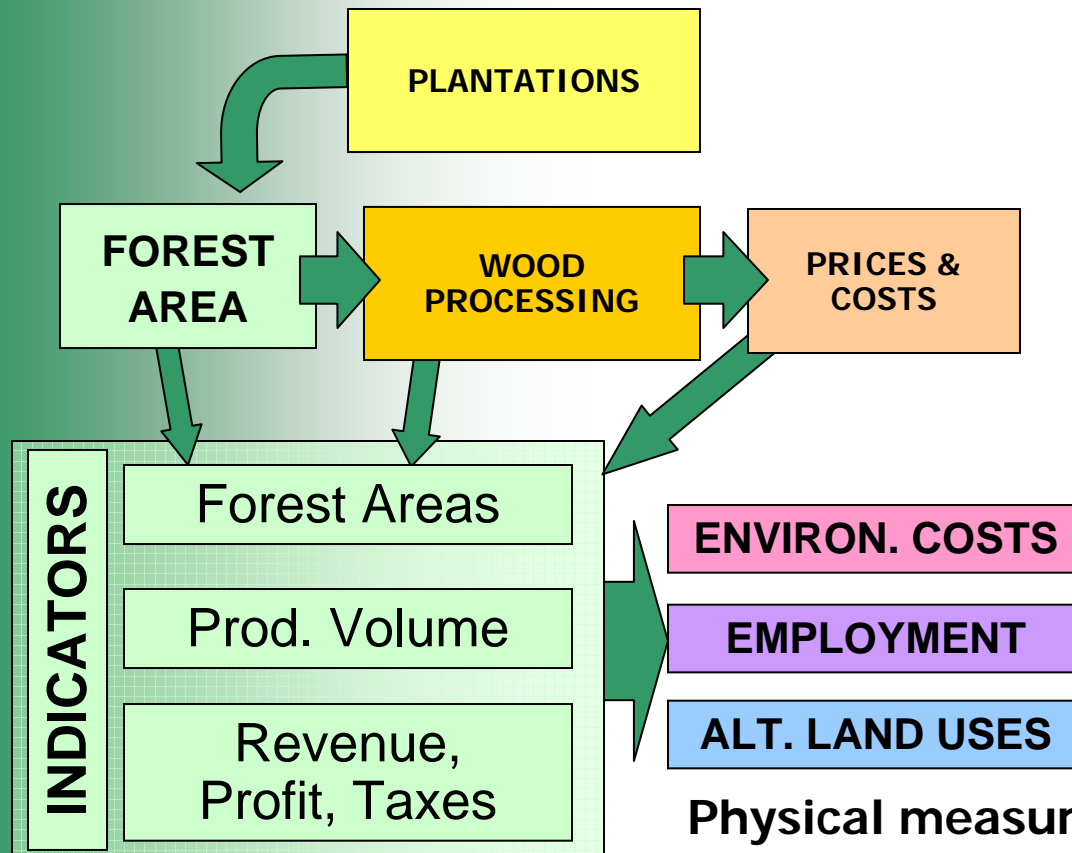 PLANTATIONS
FOREST
AREA
WOOD
PROCESSING
PRICES &
COSTS
INDICATORS
Forest Areas
Prod. Volume
Revenue,
Profit, Taxes
ENVIRON. COSTS
EMPLOYMENT
ALT. LAND USES
Physical